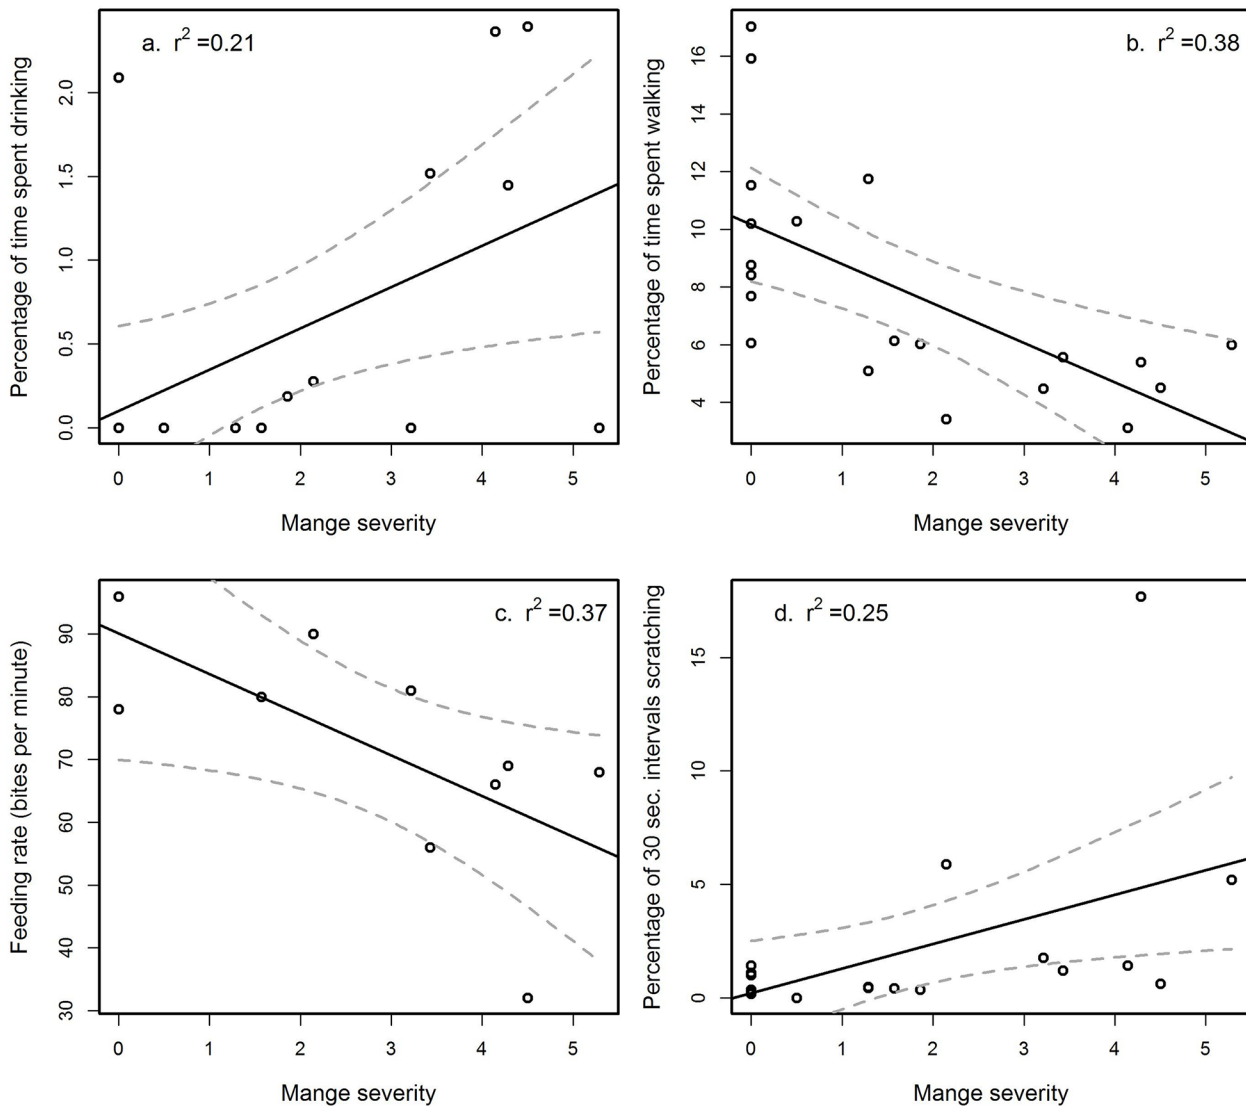 a. r2 =0.21
Percentage of time spent drinking
0.0 0.5 1.0 1.5 2.0
0 1 2 3 4 5
Mange severity
b. r2 =0.38
Percentage of time spent walking
4 6 8 10 12 14 16
0 1 2 3 4 5
Mange severity
c. r2 =0.37
Feeding rate (bites per minute)
30 40 50 60 70 80 90
0 1 2 3 4 5
Mange severity
d. r2 =0.25
Percentage of 30 sec. intervals scratching
0 5 10 15
0 1 2 3 4 5
Mange severity